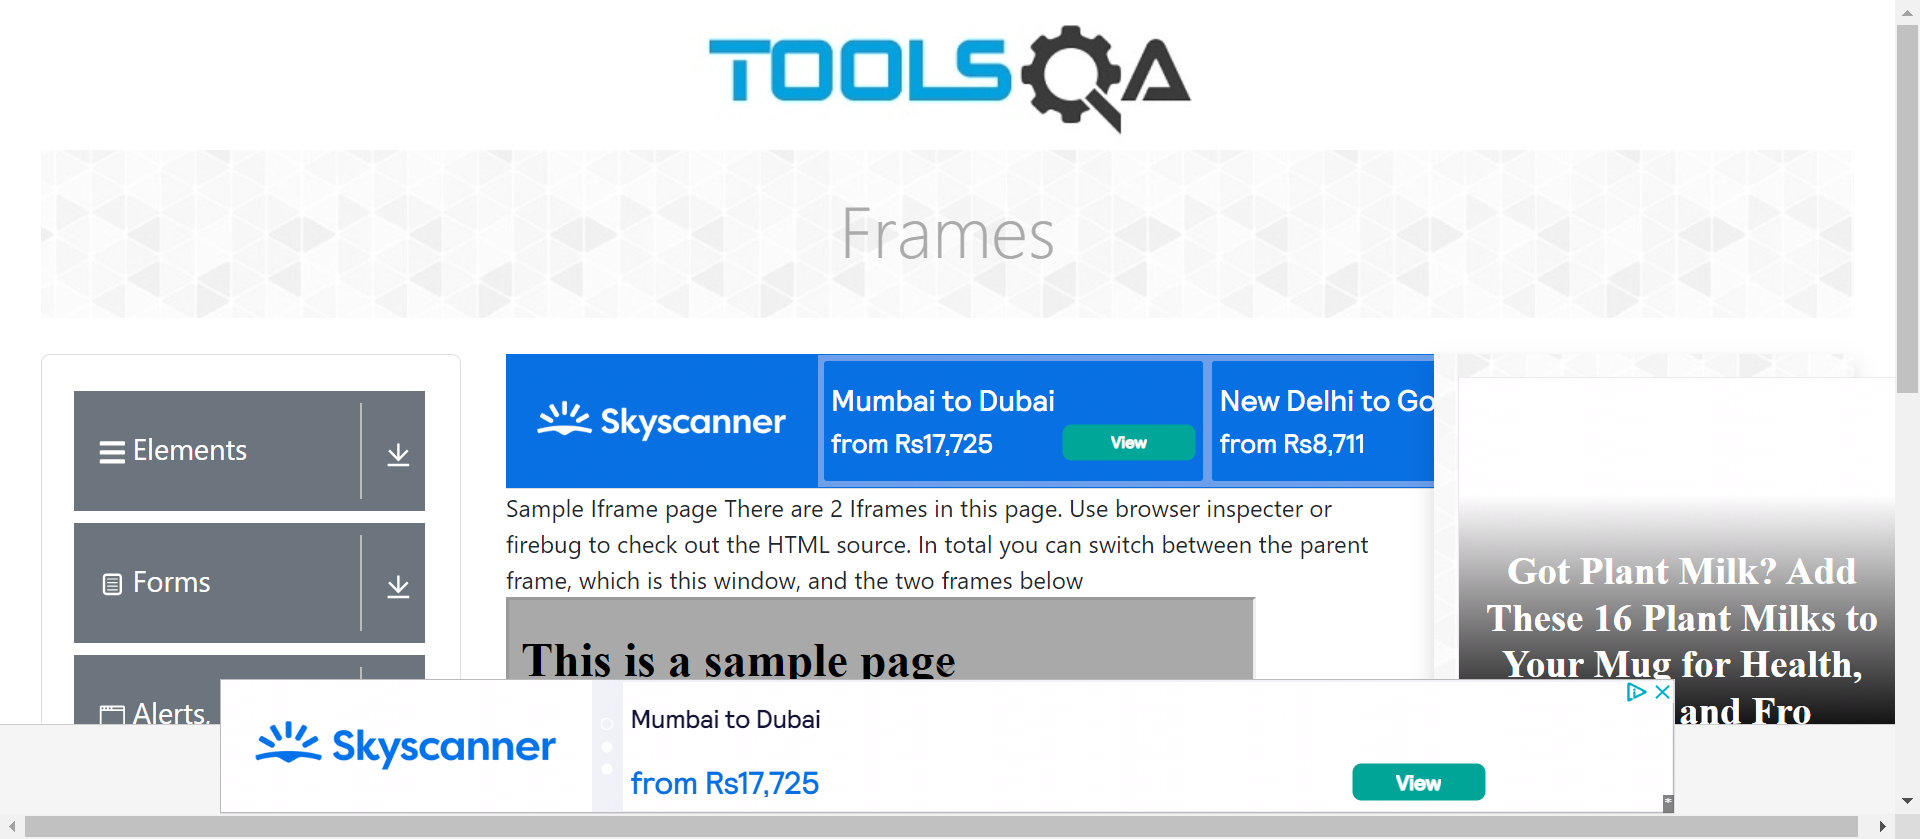 TOOLSQA
Frames
Elements
Forms
Alerts,
Skyscanner
Mumbai to Dubai
from Rs17,725
View
New Delhi to Go
from Rs8,711
Sample Iframe page There are 2 Iframes in this page. Use browser inspecter or
firebug to check out the HTML source. In total you can switch between the parent
frame, which is this window, and the two frames below
This is a sample page
Got Plant Milk? Add
These 16 Plant Milks to
Your Mug for Health,
and Fro
Skyscanner
Mumbai to Dubai
from Rs17,725
View